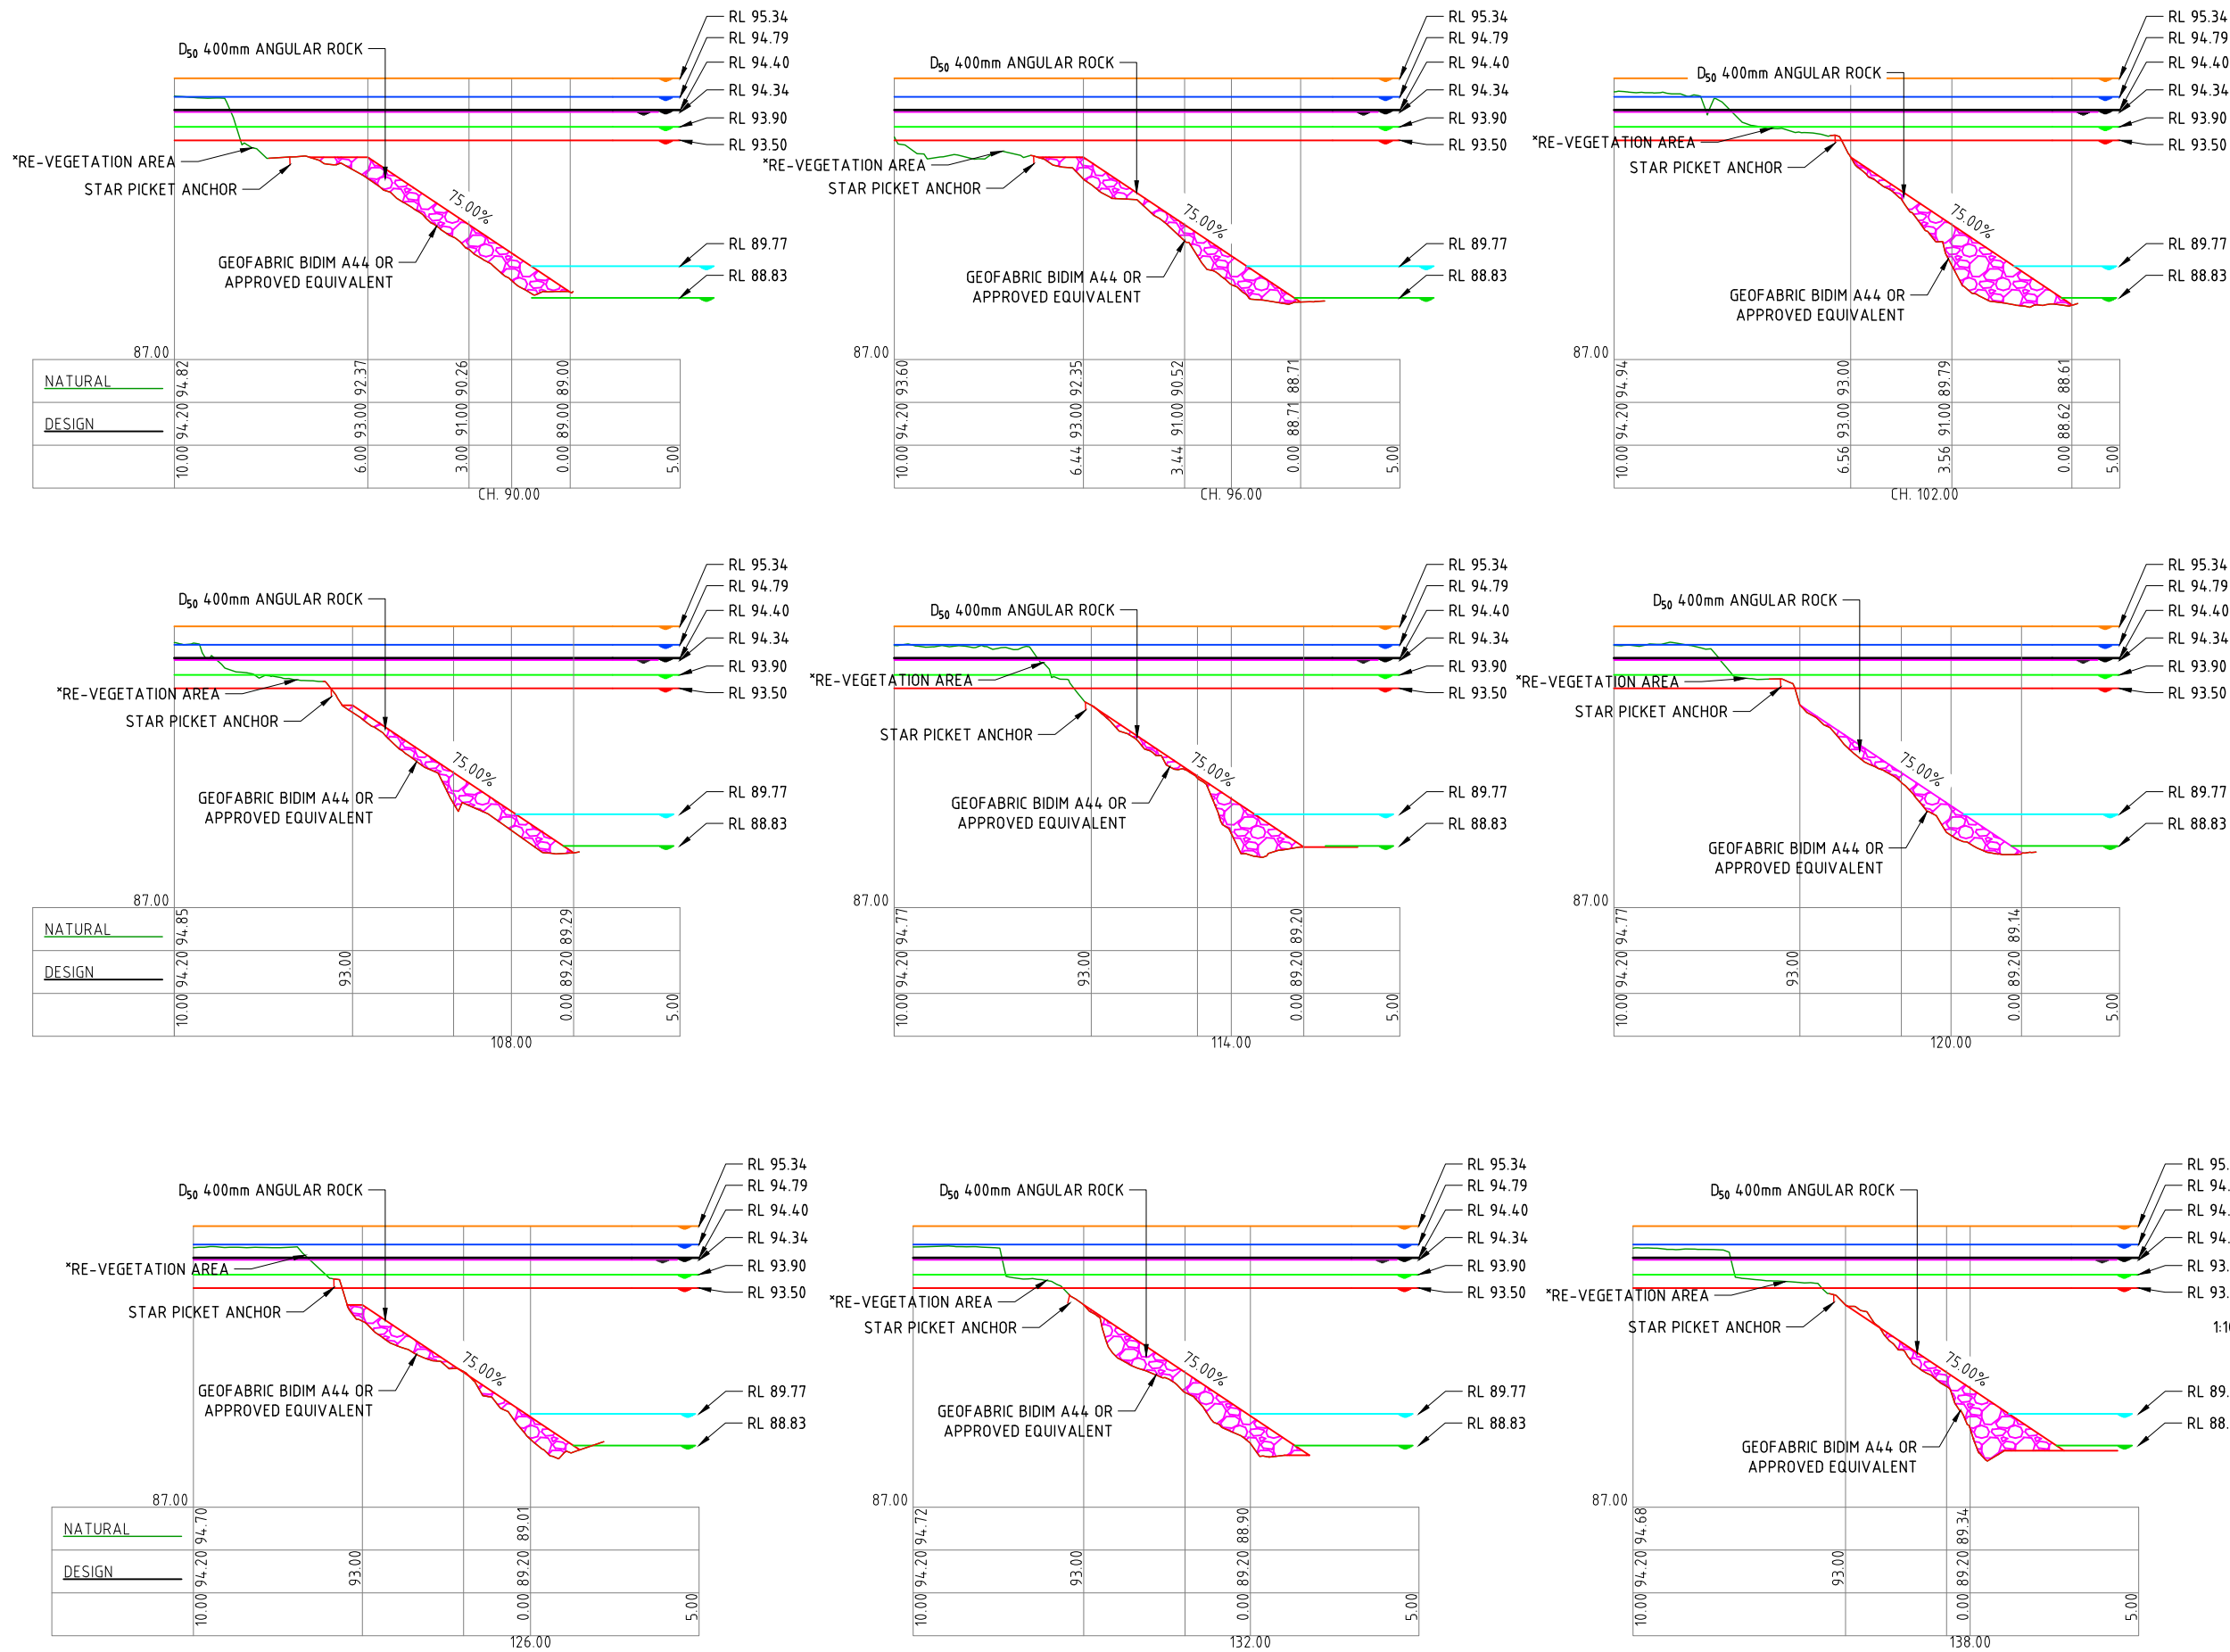 RL 95.34
RL 94.79
D50 400mm ANGULAR ROCK
RL 94.40
RL 94.34
RL 93.90
RL 93.50
*RE-VEGETATION AREA
STAR PICKET ANCHOR
75.00%
RL 89.77
GEOFABRIC BIDIM A44 OR
APPROVED EQUIVALENT
RL 88.83
87.00
NATURAL
94.82 92.37 90.26 89.00
DESIGN
94.20 93.00 91.00 89.00
10.00 6.00 3.00 0.00 5.00
CH. 90.00
RL 95.34
RL 94.79
D50 400mm ANGULAR ROCK
RL 94.40
RL 94.34
RL 93.90
RL 93.50
*RE-VEGETATION AREA
STAR PICKET ANCHOR
75.00%
RL 89.77
GEOFABRIC BIDIM A44 OR
APPROVED EQUIVALENT
RL 88.83
87.00
93.60 92.35 90.52 88.71
94.20 93.00 91.00 88.71
10.00 6.44 3.44 0.00 5.00
CH. 96.00
RL 95.34
RL 94.79
D50 400mm ANGULAR ROCK
RL 94.40
RL 94.34
RL 93.90
RL 93.50
*RE-VEGETATION AREA
STAR PICKET ANCHOR
75.00%
RL 89.77
GEOFABRIC BIDIM A44 OR
APPROVED EQUIVALENT
RL 88.83
87.00
94.94 93.00 89.79 88.61
94.20 93.00 91.00 88.62
10.00 6.56 3.56 0.00 5.00
CH. 102.00
RL 95.34
RL 94.79
D50 400mm ANGULAR ROCK
RL 94.40
RL 94.34
RL 93.90
RL 93.50
*RE-VEGETATION AREA
STAR PICKET ANCHOR
75.00%
RL 89.77
GEOFABRIC BIDIM A44 OR
APPROVED EQUIVALENT
RL 88.83
87.00
NATURAL
94.85 89.29
DESIGN
94.20 93.00 89.20
10.00 0.00 5.00
108.00
RL 95.34
RL 94.79
D50 400mm ANGULAR ROCK
RL 94.40
RL 94.34
RL 93.90
RL 93.50
*RE-VEGETATION AREA
STAR PICKET ANCHOR
75.00%
RL 89.77
GEOFABRIC BIDIM A44 OR
APPROVED EQUIVALENT
RL 88.83
87.00
94.77 89.20
94.20 93.00 89.20
10.00 0.00 5.00
114.00
RL 95.34
RL 94.79
D50 400mm ANGULAR ROCK
RL 94.40
RL 94.34
RL 93.90
RL 93.50
*RE-VEGETATION AREA
STAR PICKET ANCHOR
75.00%
RL 89.77
GEOFABRIC BIDIM A44 OR
APPROVED EQUIVALENT
RL 88.83
87.00
94.77 89.14
94.20 93.00 89.20
10.00 0.00 5.00
120.00
RL 95.34
RL 94.79
D50 400mm ANGULAR ROCK
RL 94.40
RL 94.34
RL 93.90
RL 93.50
*RE-VEGETATION AREA
STAR PICKET ANCHOR
75.00%
RL 89.77
GEOFABRIC BIDIM A44 OR
APPROVED EQUIVALENT
RL 88.83
87.00
NATURAL
94.70 89.01
DESIGN
94.20 93.00 89.20
10.00 0.00 5.00
126.00
RL 95.34
RL 94.79
D50 400mm ANGULAR ROCK
RL 94.40
RL 94.34
RL 93.90
RL 93.50
*RE-VEGETATION AREA
STAR PICKET ANCHOR
75.00%
RL 89.77
GEOFABRIC BIDIM A44 OR
APPROVED EQUIVALENT
RL 88.83
87.00
94.72 88.90
94.20 93.00 89.20
10.00 0.00 5.00
132.00
RL 95.
RL 94.
D50 400mm ANGULAR ROCK
RL 94.
RL 94.
RL 93.
RL 93.
*RE-VEGETATION AREA
STAR PICKET ANCHOR
75.00%
RL 89.
GEOFABRIC BIDIM A44 OR
APPROVED EQUIVALENT
RL 88.
87.00
94.68 89.34
94.20 93.00 89.20
10.00 0.00 5.00
138.00